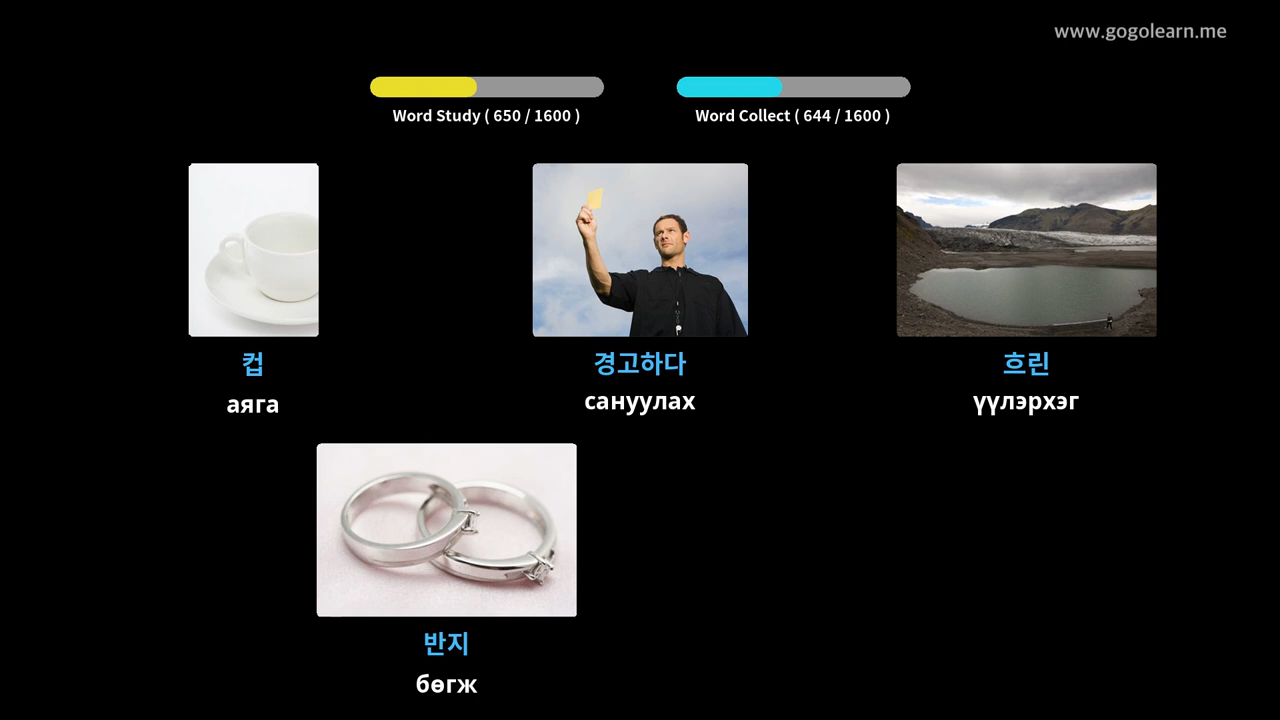 www.gogolearn.me
Word Study ( 650 / 1600 )
Word Collect ( 644 / 1600 )
컵
경고하다
흐린
аяга
сануулах
үүлэрхэг
반지
бөгж